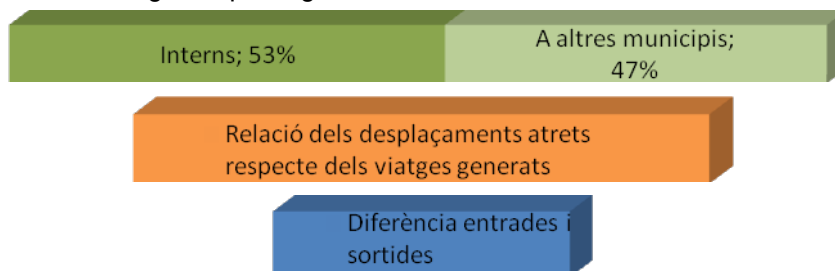 Interns; 53%
A altres municipis;
47%
Relació dels desplaçaments atrets
respecte dels viatges generats
Diferència entrades i
sortides